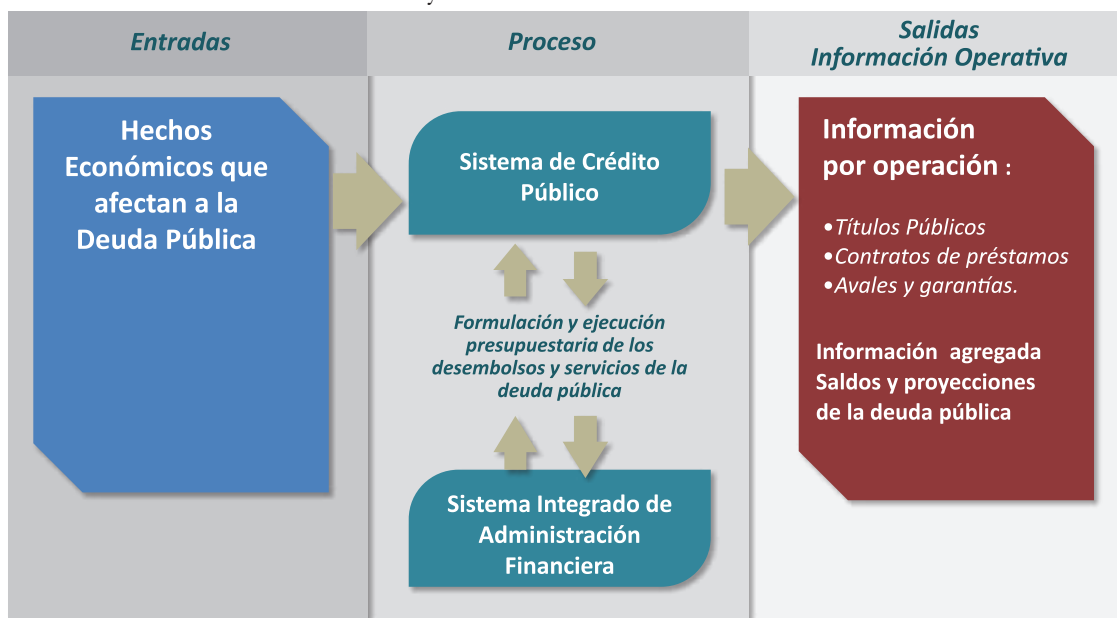 Entradas
Proceso
Salidas
Información Operativa
Hechos
Económicos que
afectan a la
Deuda Pública
Sistema de Crédito
Público
Formulación y ejecución
presupuestaria de los
desembolsos y servicios de la
deuda pública
Sistema Integrado de
Administración
Financiera
Información
por operación :
•Títulos Públicos
•Contratos de préstamos
•Avales y garantías.
Información agregada
Saldos y proyecciones
de la deuda pública